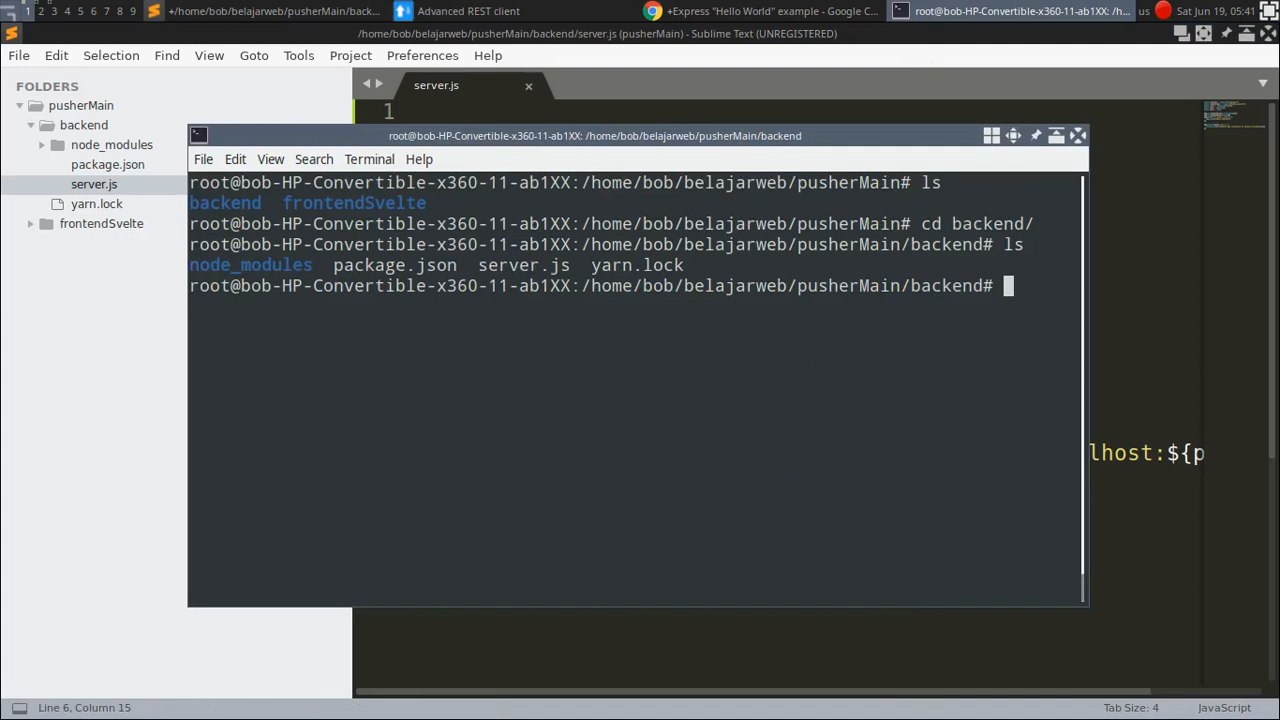 1 2 3 4 5 6 7 8 9 +/home/bob/belajarweb/pusherMain/back... Advanced REST client +Express "Hello World" example - Google C... root@bob-HP-Convertible-x360-11-ab1XX: /h... us Sat Jun 19, 05:41
/home/bob/belajarweb/pusherMain/backend/server.js (pusherMain) - Sublime Text (UNREGISTERED)
File Edit Selection Find View Goto Tools Project Preferences Help
FOLDERS
pusherMain
backend
node_modules
package.json
server.js
yarn.lock
frontendSvelte
server.js
1
root@bob-HP-Convertible-x360-11-ab1XX: /home/bob/belajarweb/pusherMain/backend
File Edit View Search Terminal Help
root@bob-HP-Convertible-x360-11-ab1XX:/home/bob/belajarweb/pusherMain# ls
backend frontendSvelte
root@bob-HP-Convertible-x360-11-ab1XX:/home/bob/belajarweb/pusherMain# cd backend/
root@bob-HP-Convertible-x360-11-ab1XX:/home/bob/belajarweb/pusherMain/backend# ls
node_modules package.json server.js yarn.lock
root@bob-HP-Convertible-x360-11-ab1XX:/home/bob/belajarweb/pusherMain/backend#
lhost:${p
Line 6, Column 15
Tab Size: 4
JavaScript